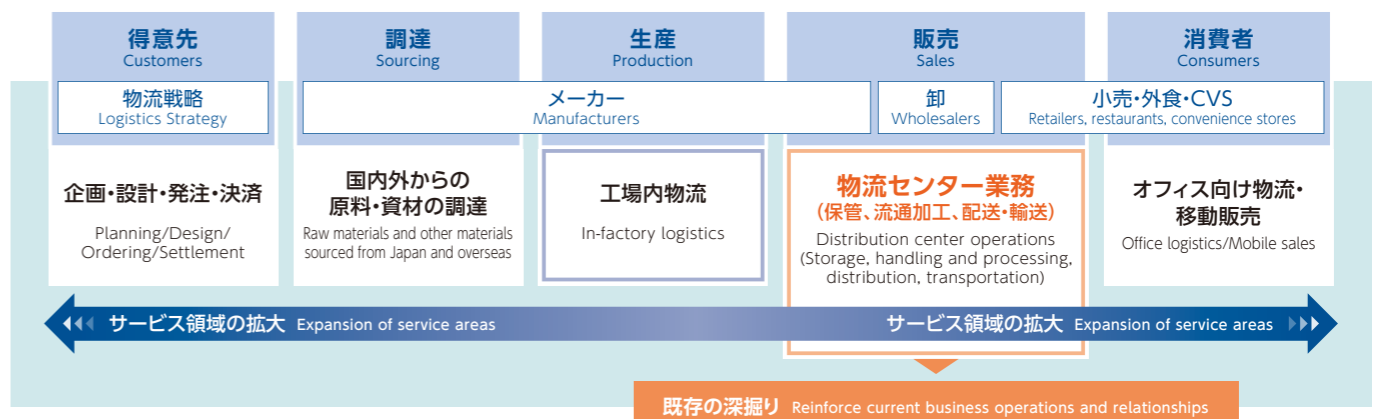 得意先
Customers
調達
Sourcing
生産
Production
販売
Sales
消費者
Consumers
物流戦略
Logistics Strategy
メーカー
Manufacturers
卸
Wholesalers
小売・外食・CVS
Retailers, restaurants, convenience stores
企画・設計・発注・決済
Planning/Design/
Ordering/Settlement
国内外からの
原料・資材の調達
Raw materials and other materials
sourced from Japan and overseas
工場内物流
In-factory logistics
物流センター業務
（保管、流通加工、配送・輸送）
Distribution center operations
(Storage, handling and processing,
distribution, transportation)
オフィス向け物流・
移動販売
Office logistics/Mobile sales
サービス領域の拡大 Expansion of service areas
サービス領域の拡大 Expansion of service areas
既存の深掘り Reinforce current business operations and relationships